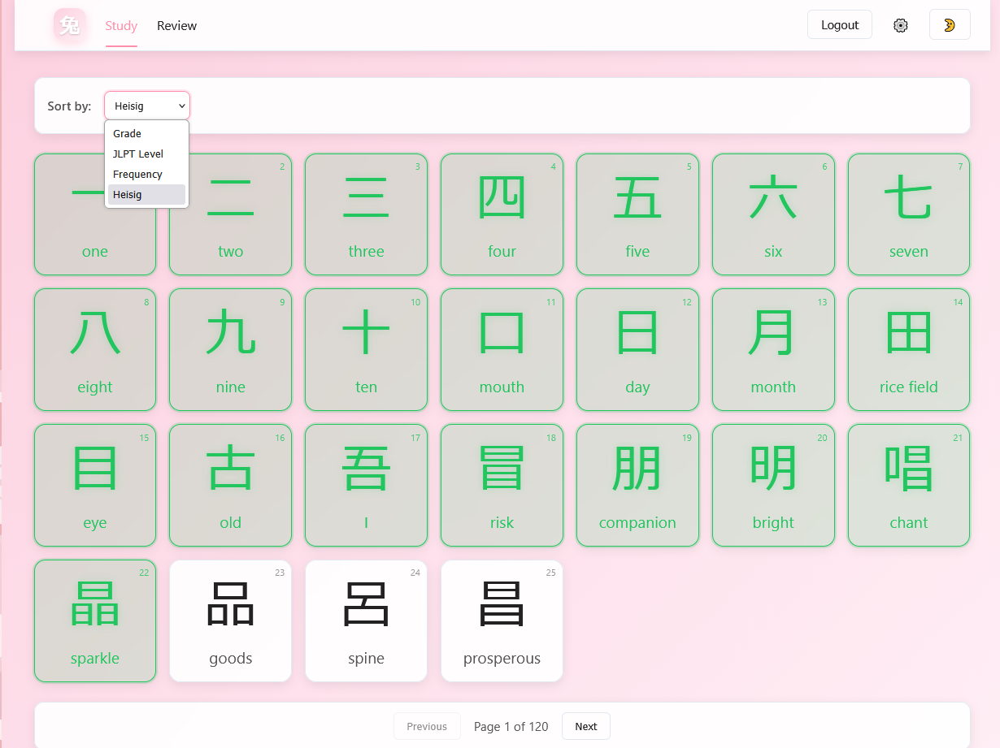 兔 Study Review Logout
Sort by: Heisig
Grade
JLPT Level
Frequency
Heisig
一
one
2
二
two
3
三
three
4
四
four
5
五
five
6
六
six
7
七
seven
8
八
eight
9
九
nine
10
十
ten
11
口
mouth
12
日
day
13
月
month
14
田
rice field
15
目
eye
16
古
old
17
吾
I
18
冒
risk
19
朋
companion
20
明
bright
21
唱
chant
22
晶
sparkle
23
品
goods
24
呂
spine
25
昌
prosperous
Previous Page 1 of 120 Next